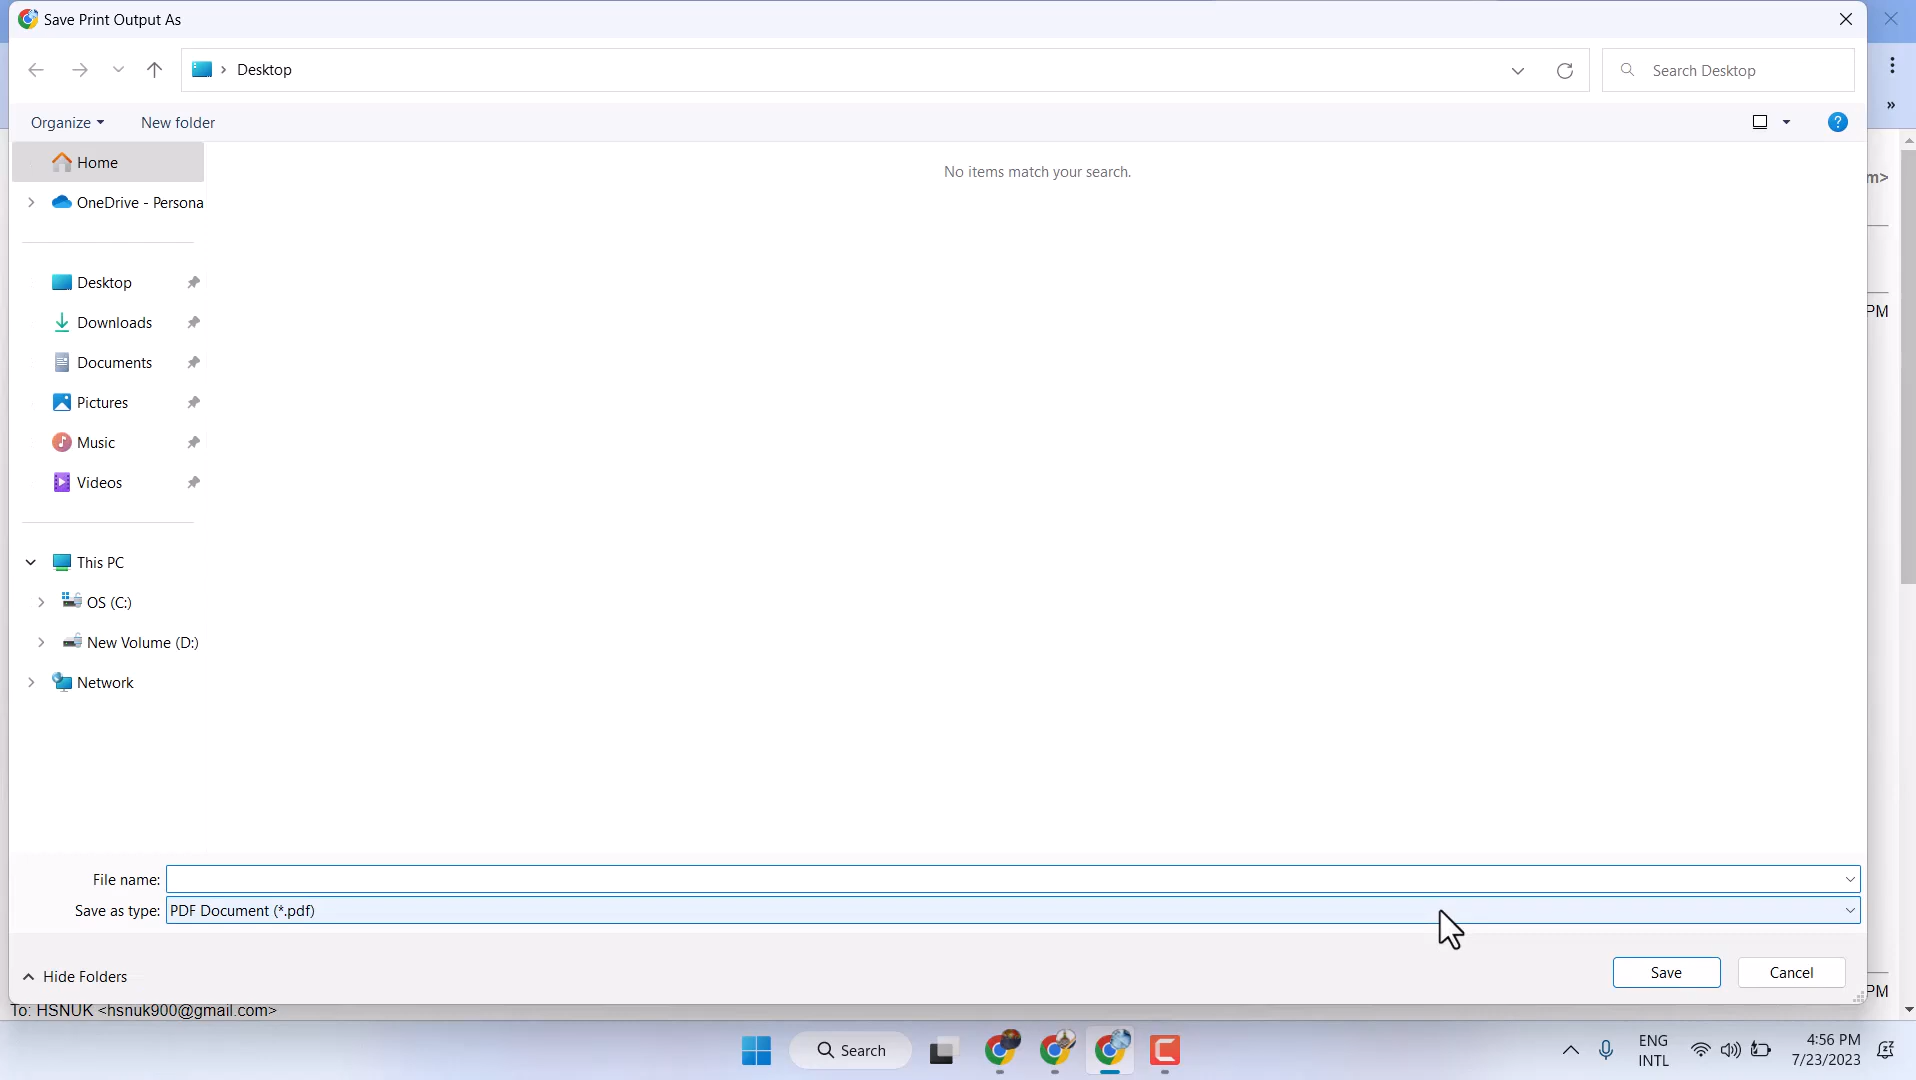 Save Print Output As
Desktop
Search Desktop
Organize
New folder
Home
No items match your search.
OneDrive - Persona
m>
Desktop
Downloads
PM
Documents
Pictures
Music
Videos
This PC
OS (C:)
New Volume (D:)
Network
File name:
Save as type: PDF Document (*.pdf)
Hide Folders
Save
Cancel
PM
To: HSNUK <hsnuk900@gmail.com>
Search
ENG
INTL
4:56 PM
7/23/2023